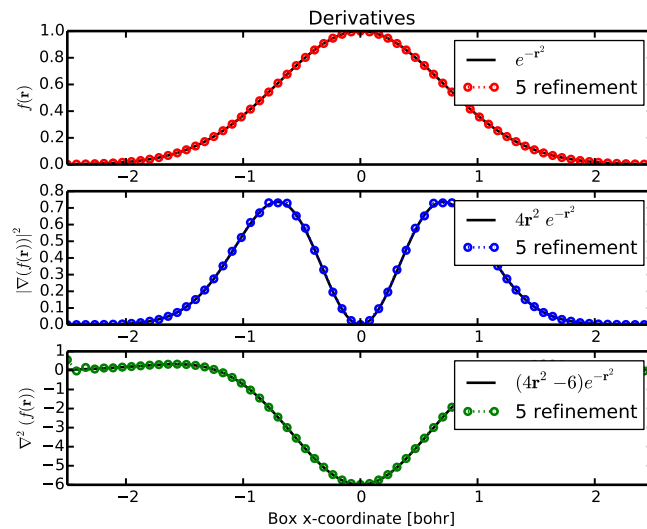 Derivatives
1.0
0.8
0.6
0.4
0.2
0.0
f(r)
−2 −1 0 1 2
e^{−r^2}
5 refinement
0.8
0.7
0.6
0.5
0.4
0.3
0.2
0.1
0.0
|∇(f(r))|^2
−2 −1 0 1 2
4r^2 e^{−r^2}
5 refinement
1
0
−1
−2
−3
−4
−5
−6
∇^2 (f(r))
−2 −1 0 1 2
(4r^2 −6)e^{−r^2}
5 refinement
Box x-coordinate [bohr]